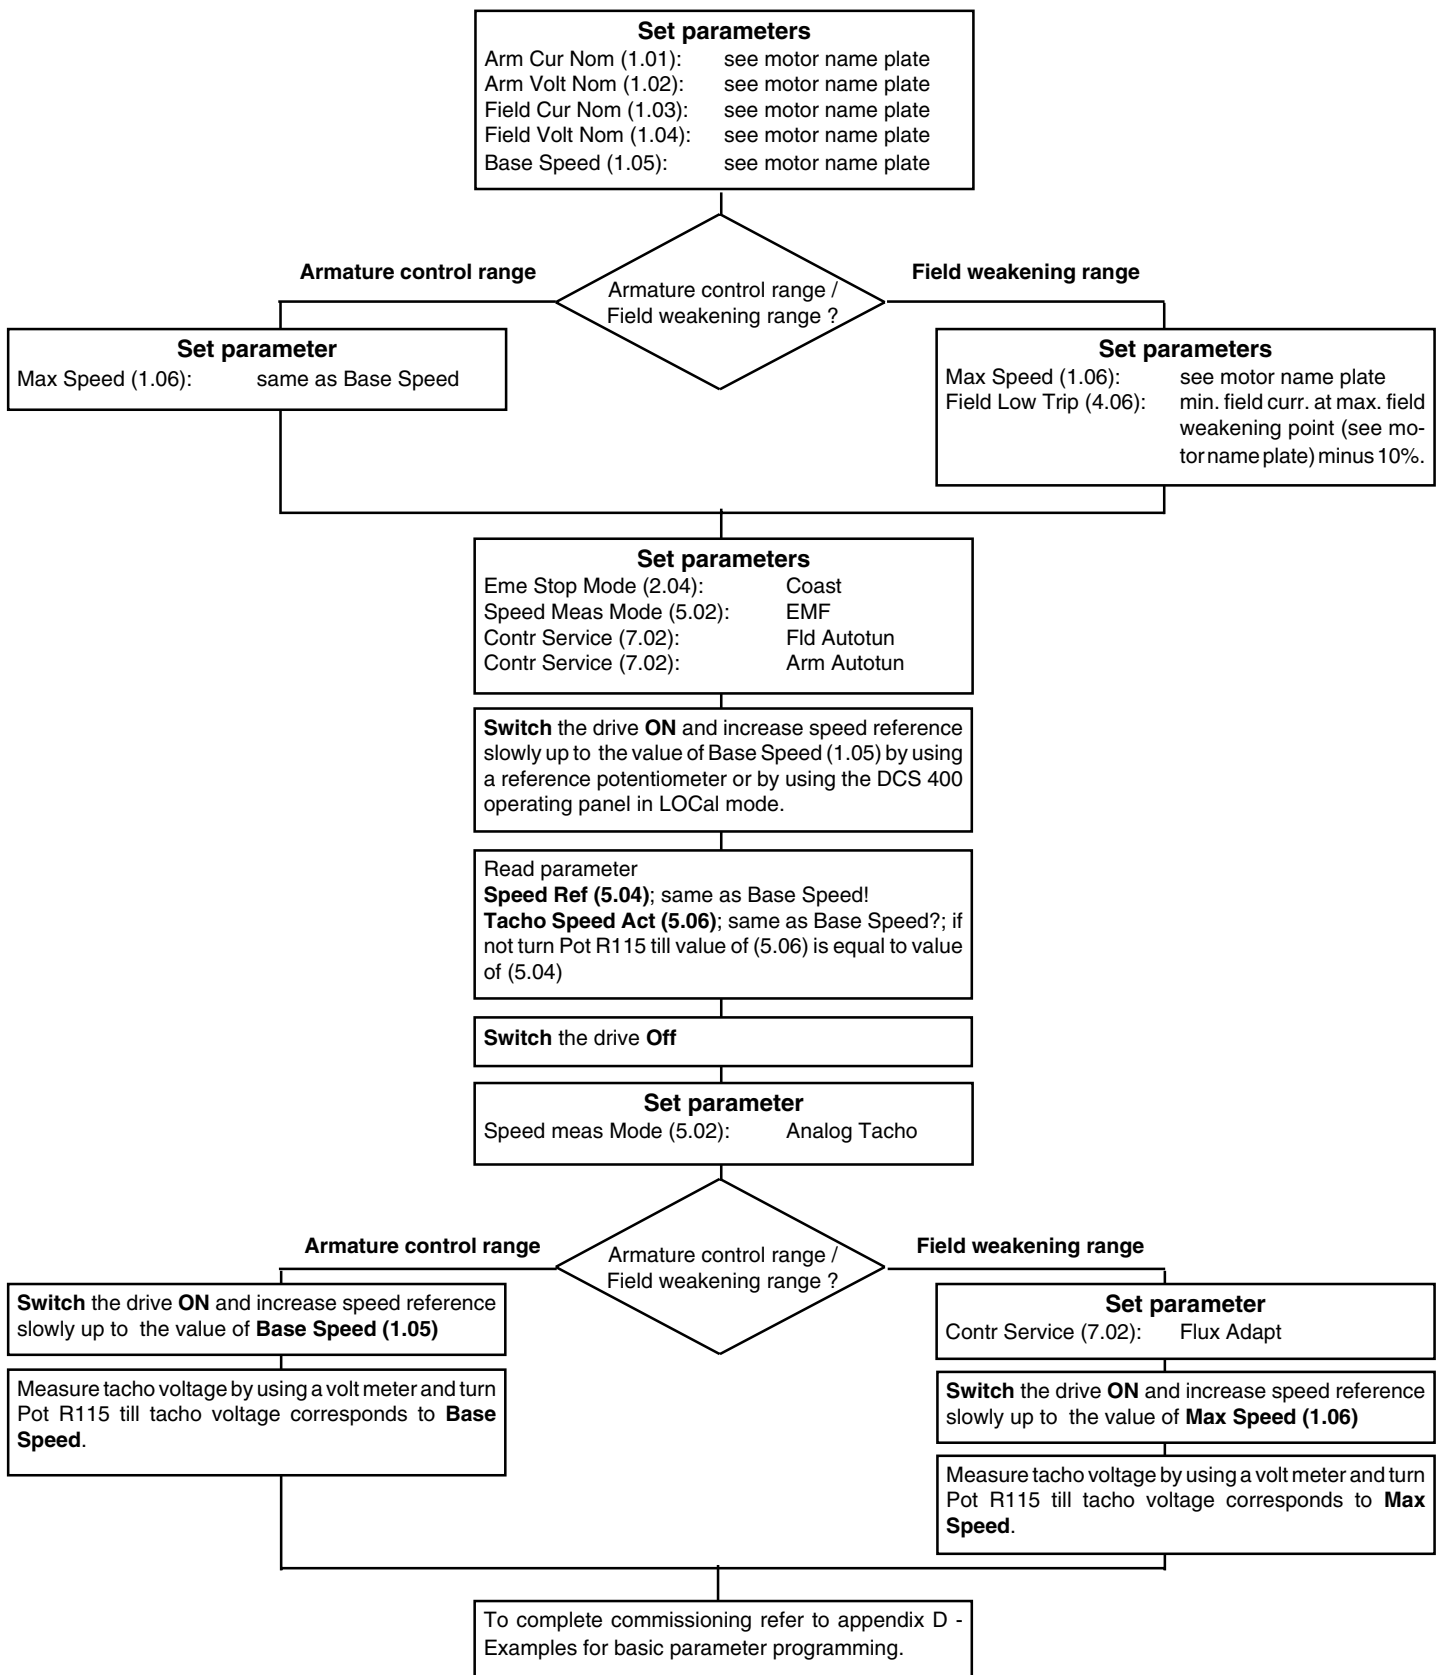 Set parameters
Arm Cur Nom (1.01): see motor name plate
Arm Volt Nom (1.02): see motor name plate
Field Cur Nom (1.03): see motor name plate
Field Volt Nom (1.04): see motor name plate
Base Speed (1.05): see motor name plate
Armature control range
Field weakening range
Armature control range /
Field weakening range ?
Set parameter
Max Speed (1.06): same as Base Speed
Set parameters
Max Speed (1.06): see motor name plate
Field Low Trip (4.06): min. field curr. at max. field
weakening point (see mo-
tor name plate) minus 10%.
Set parameters
Eme Stop Mode (2.04): Coast
Speed Meas Mode (5.02): EMF
Contr Service (7.02): Fld Autotun
Contr Service (7.02): Arm Autotun
Switch the drive ON and increase speed reference
slowly up to the value of Base Speed (1.05) by using
a reference potentiometer or by using the DCS 400
operating panel in LOCal mode.
Read parameter
Speed Ref (5.04); same as Base Speed!
Tacho Speed Act (5.06); same as Base Speed?; if
not turn Pot R115 till value of (5.06) is equal to value
of (5.04)
Switch the drive Off
Set parameter
Speed meas Mode (5.02): Analog Tacho
Armature control range
Field weakening range
Armature control range /
Field weakening range ?
Switch the drive ON and increase speed reference
slowly up to the value of Base Speed (1.05)
Measure tacho voltage by using a volt meter and turn
Pot R115 till tacho voltage corresponds to Base
Speed.
Set parameter
Contr Service (7.02): Flux Adapt
Switch the drive ON and increase speed reference
slowly up to the value of Max Speed (1.06)
Measure tacho voltage by using a volt meter and turn
Pot R115 till tacho voltage corresponds to Max
Speed.
To complete commissioning refer to appendix D -
Examples for basic parameter programming.